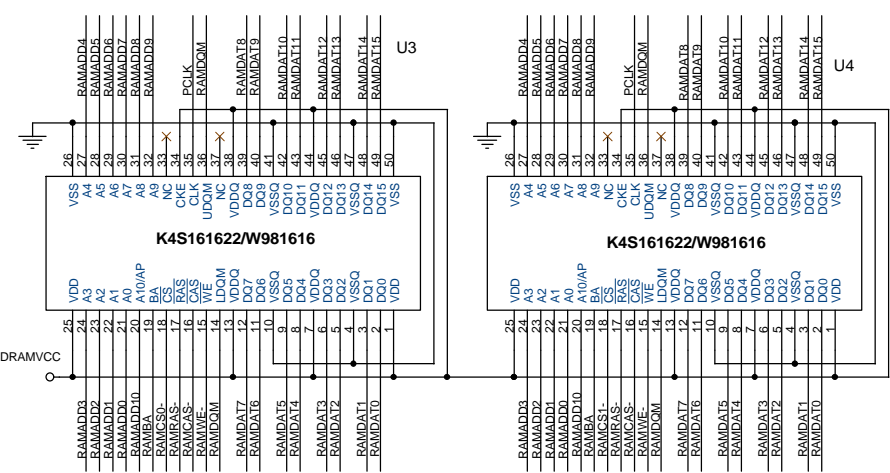 RAMADD4
RAMADD5
RAMADD6
RAMADD7
RAMADD8
RAMADD9
PCLK
RAMDQM
RAMDAT8
RAMDAT9
RAMDAT10
RAMDAT11
RAMDAT12
RAMDAT13
RAMDAT14
RAMDAT15
U3
26 27 28 29 30 31 32 33 34 35 36 37 38 39 40 41 42 43 44 45 46 47 48 49 50
VSS A4 A5 A6 A7 A8 A9 NC CKE CLK UDQM NC VDDQ DQ8 DQ9 VSSQ DQ10 DQ11 VDDQ DQ12 DQ13 VSSQ DQ14 DQ15 VSS
K4S161622/W981616
VDD A3 A2 A1 A0 A10/AP BA CS RAS CAS WE LDQM VDDQ DQ7 DQ6 VSSQ DQ5 DQ4 VDDQ DQ3 DQ2 VSSQ DQ1 DQ0 VDD
25 24 23 22 21 20 19 18 17 16 15 14 13 12 11 10 9 8 7 6 5 4 3 2 1
DRAMVCC
RAMADD3
RAMADD2
RAMADD1
RAMADD0
RAMADD10
RAMBA
RAMCS0-
RAMRAS-
RAMCAS-
RAMWE-
RAMDQM
RAMDAT7
RAMDAT6
RAMDAT5
RAMDAT4
RAMDAT3
RAMDAT2
RAMDAT1
RAMDAT0
RAMADD4
RAMADD5
RAMADD6
RAMADD7
RAMADD8
RAMADD9
PCLK
RAMDQM
RAMDAT8
RAMDAT9
RAMDAT10
RAMDAT11
RAMDAT12
RAMDAT13
RAMDAT14
RAMDAT15
U4
26 27 28 29 30 31 32 33 34 35 36 37 38 39 40 41 42 43 44 45 46 47 48 49 50
VSS A4 A5 A6 A7 A8 A9 NC CKE CLK UDQM NC VDDQ DQ8 DQ9 VSSQ DQ10 DQ11 VDDQ DQ12 DQ13 VSSQ DQ14 DQ15 VSS
K4S161622/W981616
VDD A3 A2 A1 A0 A10/AP BA CS RAS CAS WE LDQM VDDQ DQ7 DQ6 VSSQ DQ5 DQ4 VDDQ DQ3 DQ2 VSSQ DQ1 DQ0 VDD
25 24 23 22 21 20 19 18 17 16 15 14 13 12 11 10 9 8 7 6 5 4 3 2 1
RAMADD3
RAMADD2
RAMADD1
RAMADD0
RAMADD10
RAMBA
RAMCS1-
RAMRAS-
RAMCAS-
RAMWE-
RAMDQM
RAMDAT7
RAMDAT6
RAMDAT5
RAMDAT4
RAMDAT3
RAMDAT2
RAMDAT1
RAMDAT0